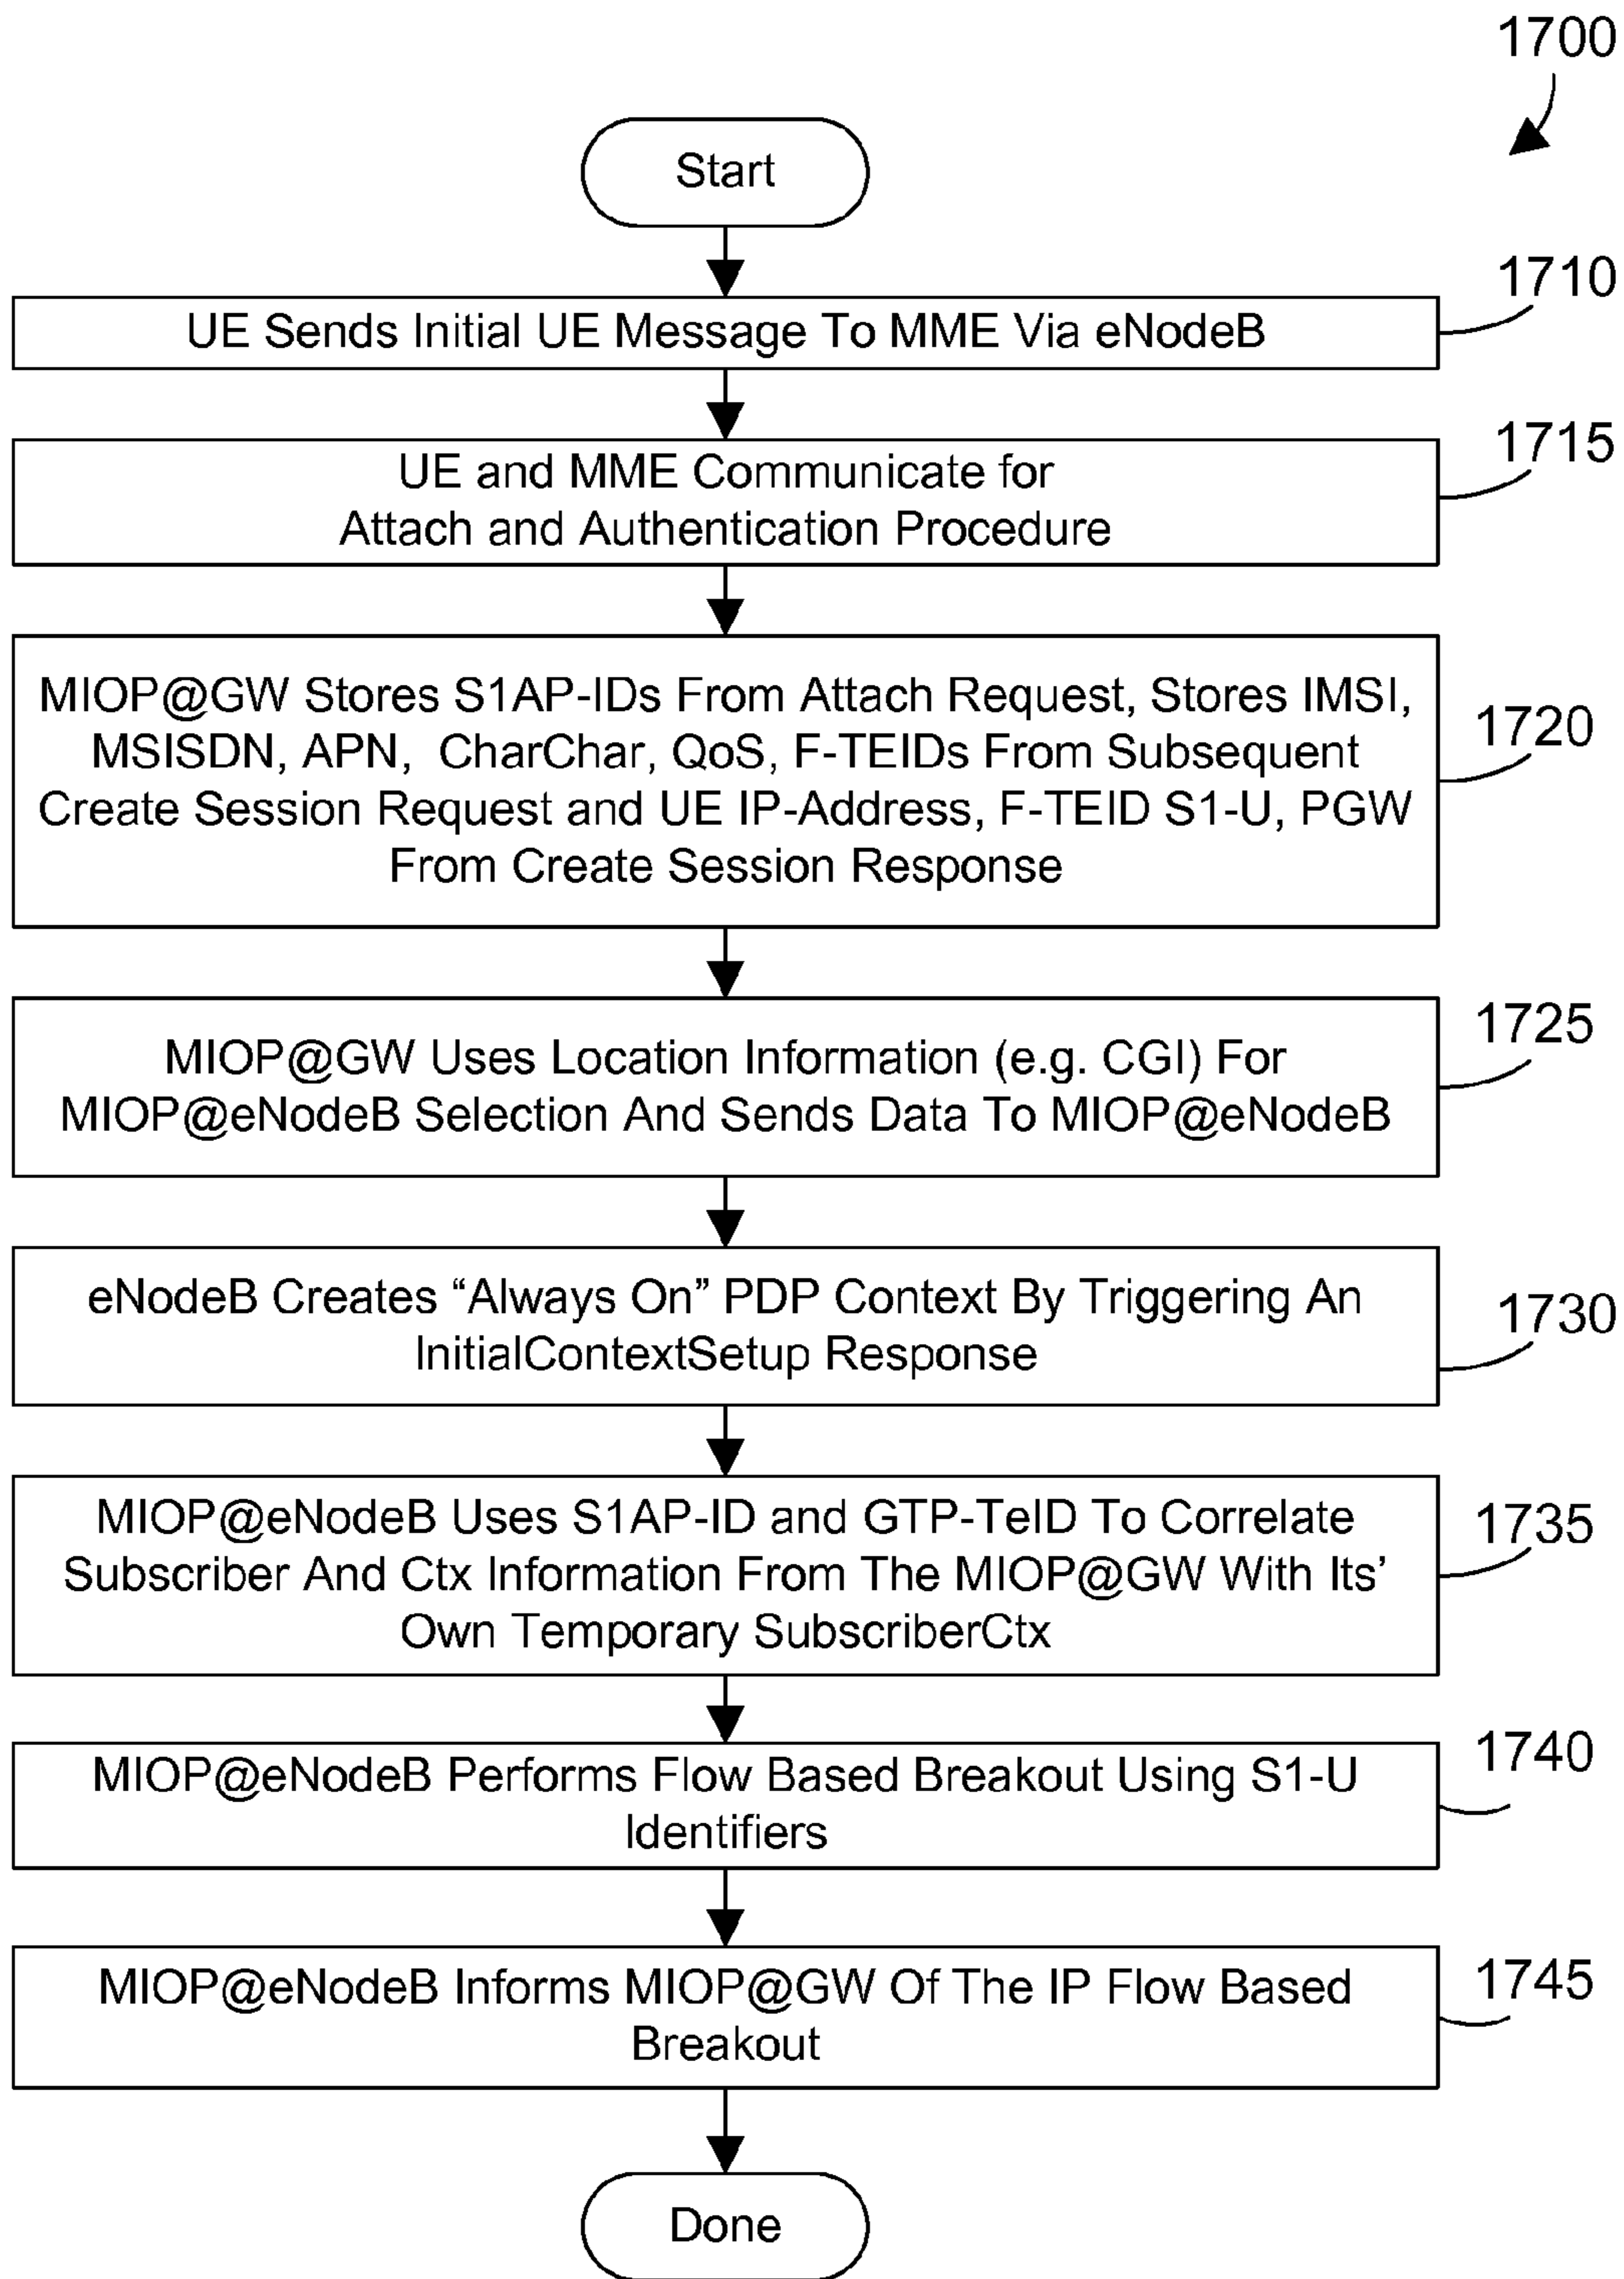 1700
Start
1710
UE Sends Initial UE Message To MME Via eNodeB
1715
UE and MME Communicate for
Attach and Authentication Procedure
1720
MIOP@GW Stores S1AP-IDs From Attach Request, Stores IMSI,
MSISDN, APN, CharChar, QoS, F-TEIDs From Subsequent
Create Session Request and UE IP-Address, F-TEID S1-U, PGW
From Create Session Response
1725
MIOP@GW Uses Location Information (e.g. CGI) For
MIOP@eNodeB Selection And Sends Data To MIOP@eNodeB
1730
eNodeB Creates “Always On” PDP Context By Triggering An
InitialContextSetup Response
1735
MIOP@eNodeB Uses S1AP-ID and GTP-TeID To Correlate
Subscriber And Ctx Information From The MIOP@GW With Its’
Own Temporary SubscriberCtx
1740
MIOP@eNodeB Performs Flow Based Breakout Using S1-U
Identifiers
1745
MIOP@eNodeB Informs MIOP@GW Of The IP Flow Based
Breakout
Done